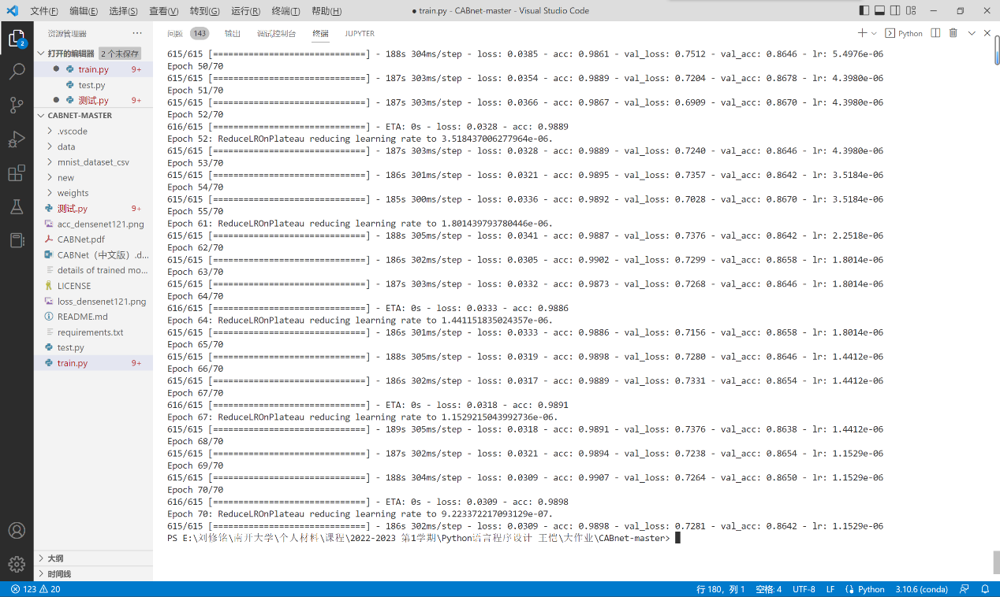 文件(F) 编辑(E) 选择(S) 查看(V) 转到(G) 运行(R) 终端(T) 帮助(H) ● train.py - CABnet-master - Visual Studio Code
资源管理器 ···
问题 143 输出 调试控制台 终端 JUPYTER Python
打开的编辑器 2 个未保存
train.py 9+
test.py
测试.py 9+
CABNET-MASTER
.vscode
data
mnist_dataset_csv
new
weights
测试.py 9+
acc_densenet121.png
CABNet.pdf
CABNet（中文版）.d...
details of trained mo...
LICENSE
loss_densenet121.png
README.md
requirements.txt
test.py
train.py 9+
大纲
时间线
2
615/615 [==============================] - 188s 304ms/step - loss: 0.0385 - acc: 0.9861 - val_loss: 0.7512 - val_acc: 0.8646 - lr: 5.4976e-06
Epoch 50/70
615/615 [==============================] - 187s 303ms/step - loss: 0.0354 - acc: 0.9889 - val_loss: 0.7204 - val_acc: 0.8678 - lr: 4.3980e-06
Epoch 51/70
615/615 [==============================] - 187s 303ms/step - loss: 0.0366 - acc: 0.9867 - val_loss: 0.6969 - val_acc: 0.8670 - lr: 4.3980e-06
Epoch 52/70
616/615 [==============================] - ETA: 0s - loss: 0.0328 - acc: 0.9889
Epoch 52: ReduceLROnPlateau reducing learning rate to 3.518437006277964e-06.
615/615 [==============================] - 187s 303ms/step - loss: 0.0328 - acc: 0.9889 - val_loss: 0.7240 - val_acc: 0.8646 - lr: 4.3980e-06
Epoch 53/70
615/615 [==============================] - 186s 301ms/step - loss: 0.0321 - acc: 0.9895 - val_loss: 0.7357 - val_acc: 0.8642 - lr: 3.5184e-06
Epoch 54/70
615/615 [==============================] - 185s 300ms/step - loss: 0.0336 - acc: 0.9892 - val_loss: 0.7028 - val_acc: 0.8670 - lr: 3.5184e-06
Epoch 55/70
Epoch 61: ReduceLROnPlateau reducing learning rate to 1.801439793780446e-06.
615/615 [==============================] - 188s 305ms/step - loss: 0.0341 - acc: 0.9887 - val_loss: 0.7376 - val_acc: 0.8642 - lr: 2.2518e-06
Epoch 62/70
615/615 [==============================] - 186s 302ms/step - loss: 0.0305 - acc: 0.9902 - val_loss: 0.7299 - val_acc: 0.8658 - lr: 1.8014e-06
Epoch 63/70
615/615 [==============================] - 187s 303ms/step - loss: 0.0332 - acc: 0.9873 - val_loss: 0.7268 - val_acc: 0.8646 - lr: 1.8014e-06
Epoch 64/70
616/615 [==============================] - ETA: 0s - loss: 0.0333 - acc: 0.9886
Epoch 64: ReduceLROnPlateau reducing learning rate to 1.441151835024357e-06.
615/615 [==============================] - 186s 301ms/step - loss: 0.0333 - acc: 0.9886 - val_loss: 0.7156 - val_acc: 0.8658 - lr: 1.8014e-06
Epoch 65/70
615/615 [==============================] - 188s 305ms/step - loss: 0.0319 - acc: 0.9898 - val_loss: 0.7280 - val_acc: 0.8646 - lr: 1.4412e-06
Epoch 66/70
615/615 [==============================] - 186s 302ms/step - loss: 0.0317 - acc: 0.9889 - val_loss: 0.7331 - val_acc: 0.8654 - lr: 1.4412e-06
Epoch 67/70
616/615 [==============================] - ETA: 0s - loss: 0.0318 - acc: 0.9891
Epoch 67: ReduceLROnPlateau reducing learning rate to 1.1529215043992736e-06.
615/615 [==============================] - 189s 305ms/step - loss: 0.0318 - acc: 0.9891 - val_loss: 0.7376 - val_acc: 0.8638 - lr: 1.4412e-06
Epoch 68/70
615/615 [==============================] - 187s 302ms/step - loss: 0.0321 - acc: 0.9894 - val_loss: 0.7238 - val_acc: 0.8654 - lr: 1.1529e-06
Epoch 69/70
615/615 [==============================] - 188s 304ms/step - loss: 0.0309 - acc: 0.9907 - val_loss: 0.7264 - val_acc: 0.8650 - lr: 1.1529e-06
Epoch 70/70
616/615 [==============================] - ETA: 0s - loss: 0.0309 - acc: 0.9898
Epoch 70: ReduceLROnPlateau reducing learning rate to 9.223372217093129e-07.
615/615 [==============================] - 186s 302ms/step - loss: 0.0309 - acc: 0.9898 - val_loss: 0.7281 - val_acc: 0.8642 - lr: 1.1529e-06
PS E:\刘修铭\南开大学\个人材料\课程\2022-2023 第1学期\Python语言程序设计 王恺\大作业\CABnet-master>
123 20 行 180，列 1 空格: 4 UTF-8 LF Python 3.10.6 (conda)